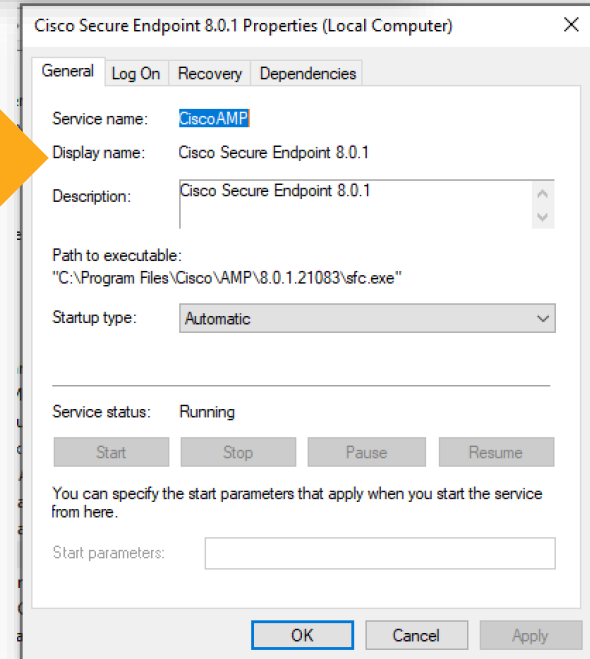 Cisco Secure Endpoint 8.0.1 Properties (Local Computer)
General Log On Recovery Dependencies
Service name: CiscoAMP
Display name: Cisco Secure Endpoint 8.0.1
Description: Cisco Secure Endpoint 8.0.1
Path to executable:
"C:\Program Files\Cisco\AMP\8.0.1.21083\sfc.exe"
Startup type: Automatic
Service status: Running
Start Stop Pause Resume
You can specify the start parameters that apply when you start the service
from here.
Start parameters:
OK Cancel Apply